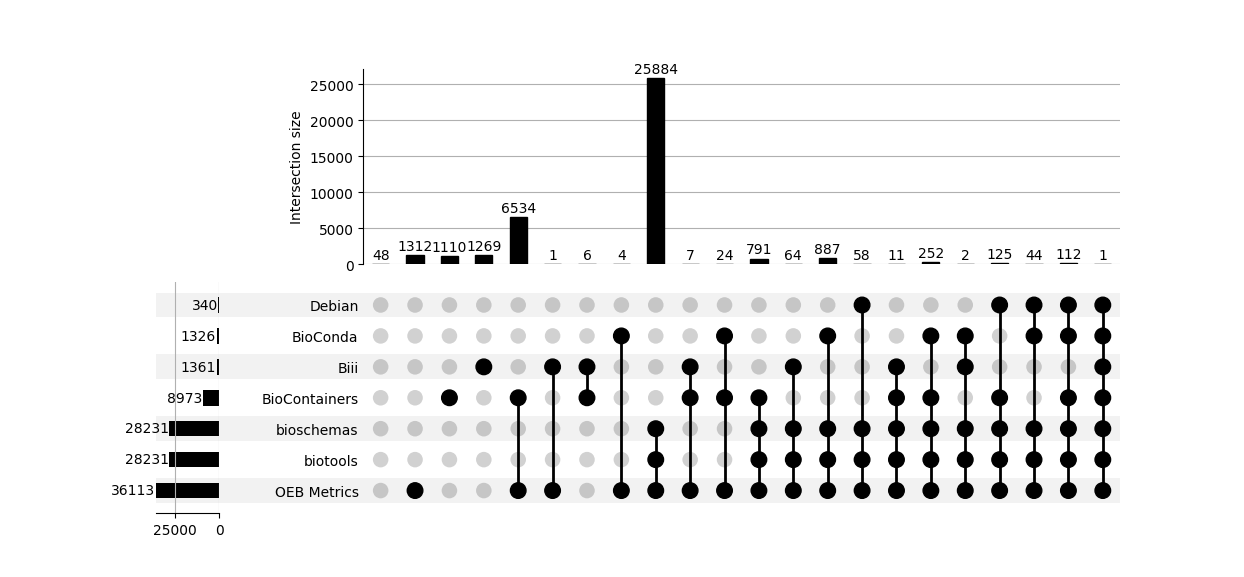 25884
25000
20000
15000
10000
5000
0
Intersection size
48 1312 1110 1269 6534 1 6 4 7 24 791 64 887 58 11 252 2 125 44 112 1
340 Debian
1326 BioConda
1361 Biii
8973 BioContainers
28231 bioschemas
28231 biotools
36113 OEB Metrics
25000 0